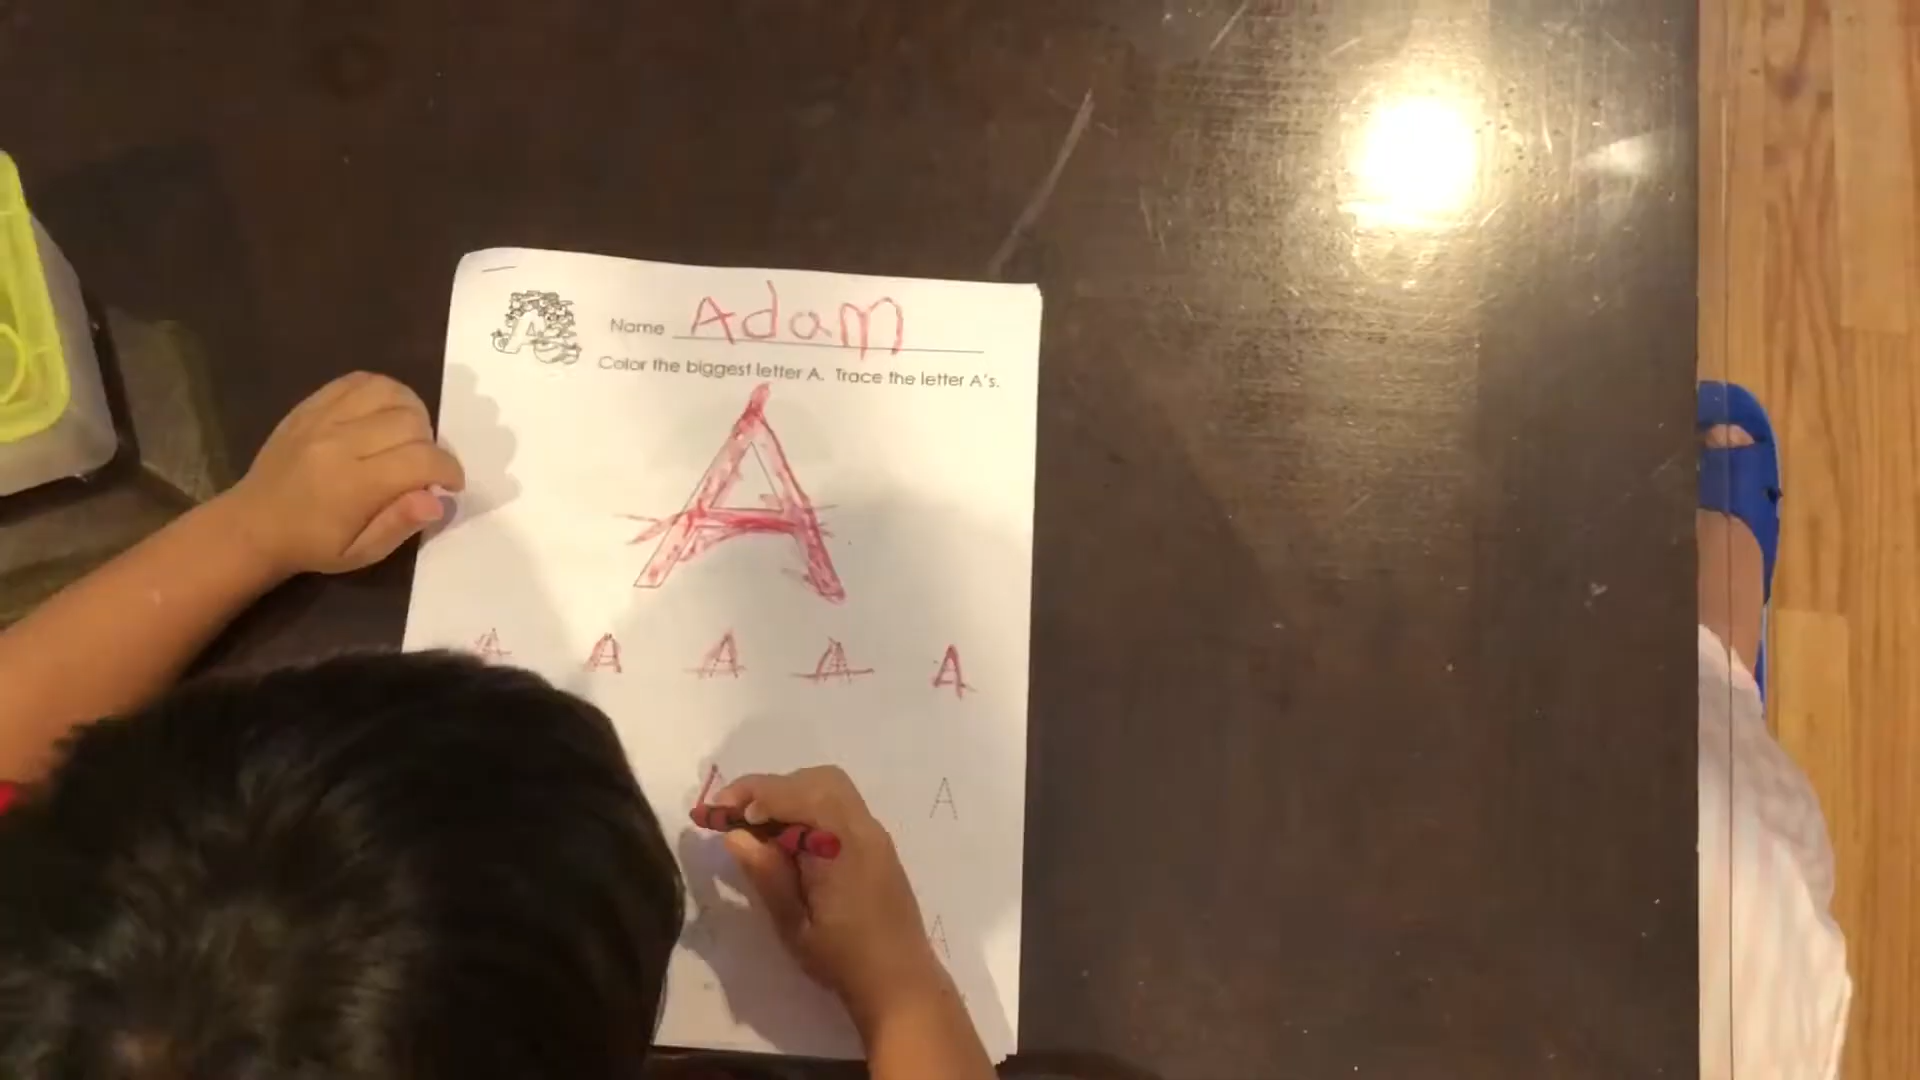 A
Name Adam
Color the biggest letter A. Trace the letter A's.
A
A A A A A
A
A